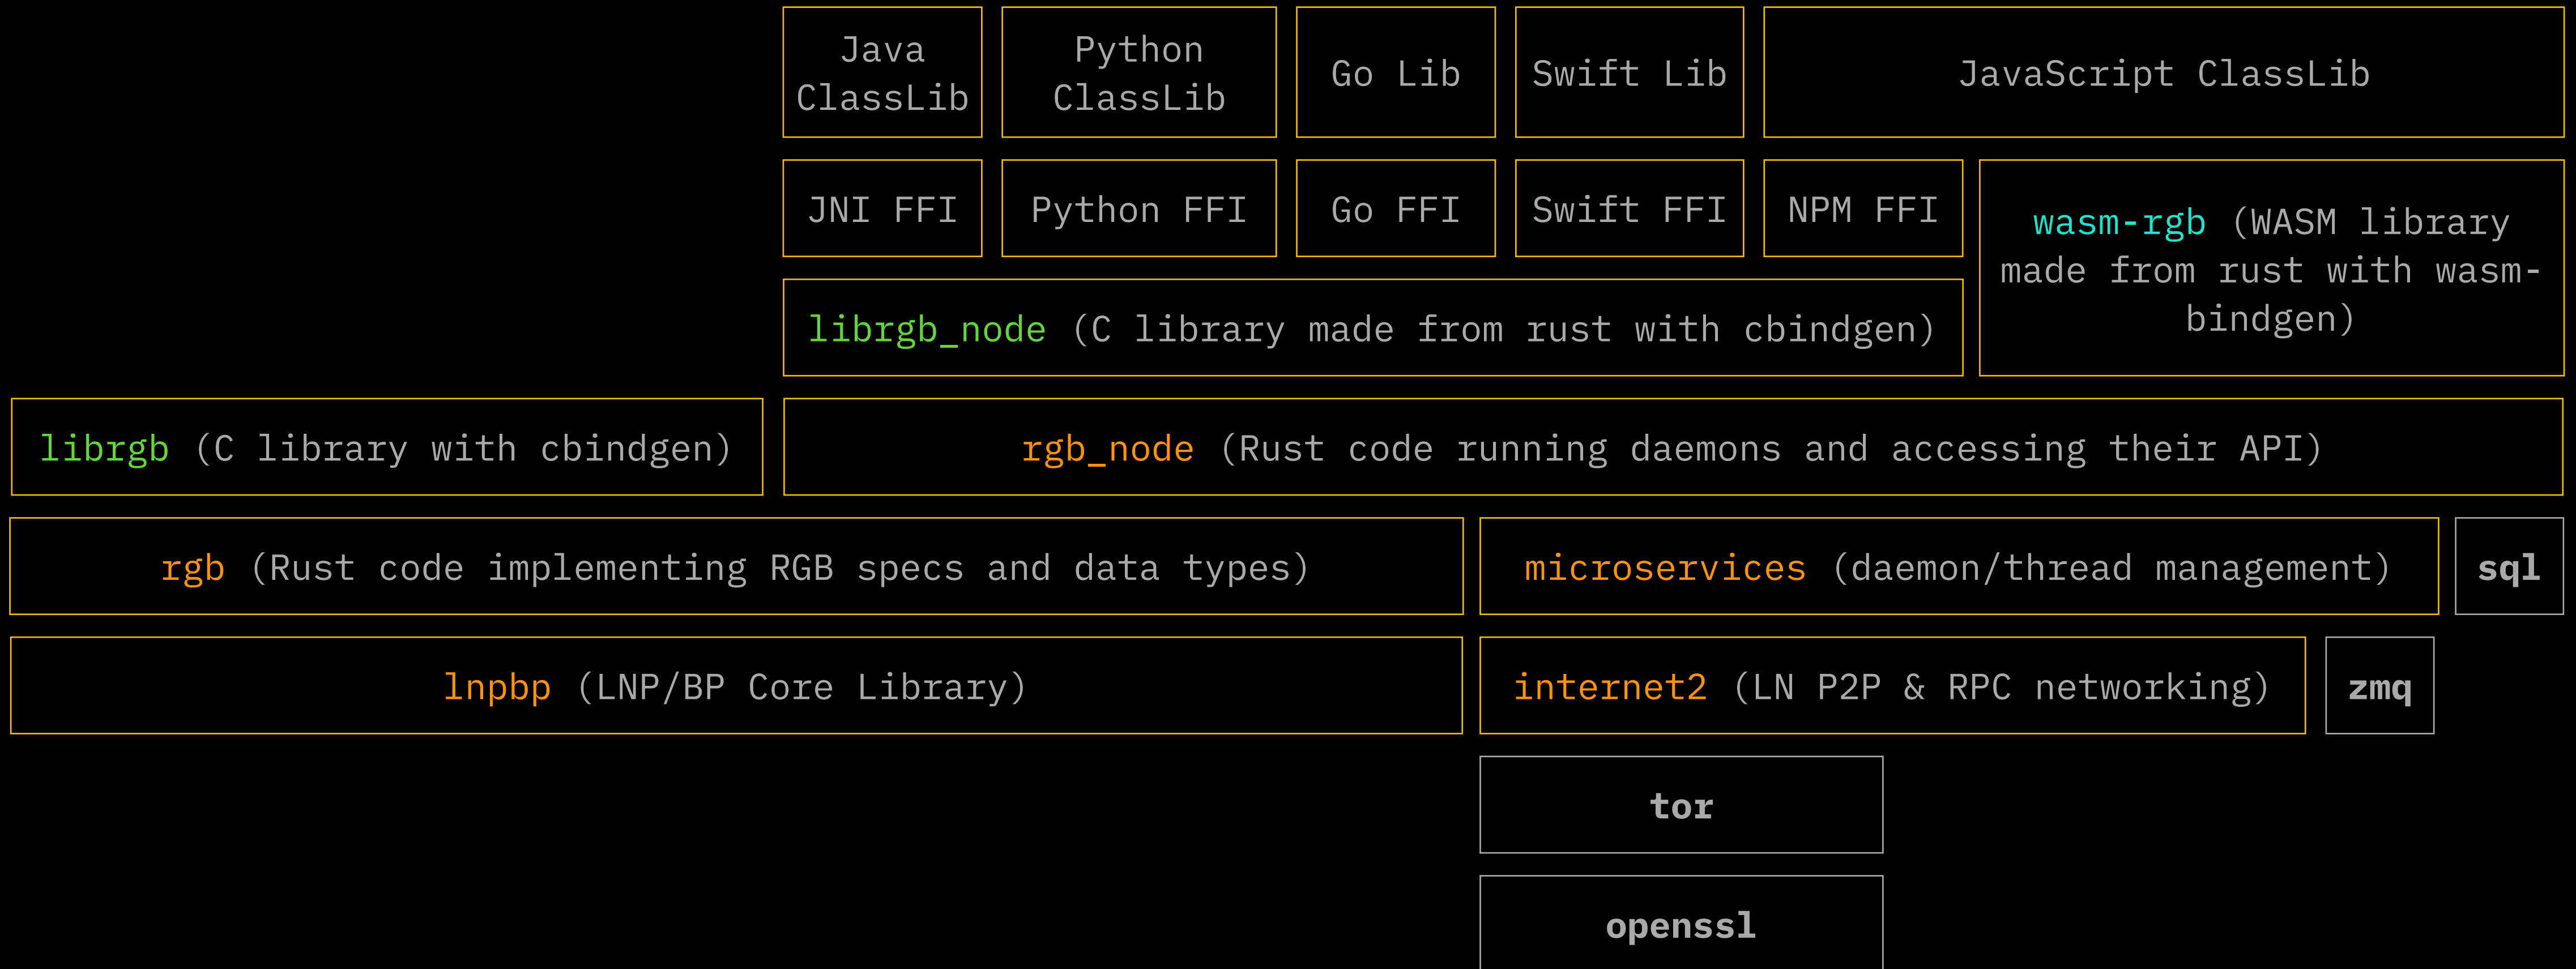 Java
ClassLib
Python
ClassLib
Go Lib
Swift Lib
JavaScript ClassLib
JNI FFI
Python FFI
Go FFI
Swift FFI
NPM FFI
wasm-rgb (WASM library
made from rust with wasm-
bindgen)
librgb_node (C library made from rust with cbindgen)
librgb (C library with cbindgen)
rgb_node (Rust code running daemons and accessing their API)
rgb (Rust code implementing RGB specs and data types)
microservices (daemon/thread management)
sql
lnpbp (LNP/BP Core Library)
internet2 (LN P2P & RPC networking)
zmq
tor
openssl